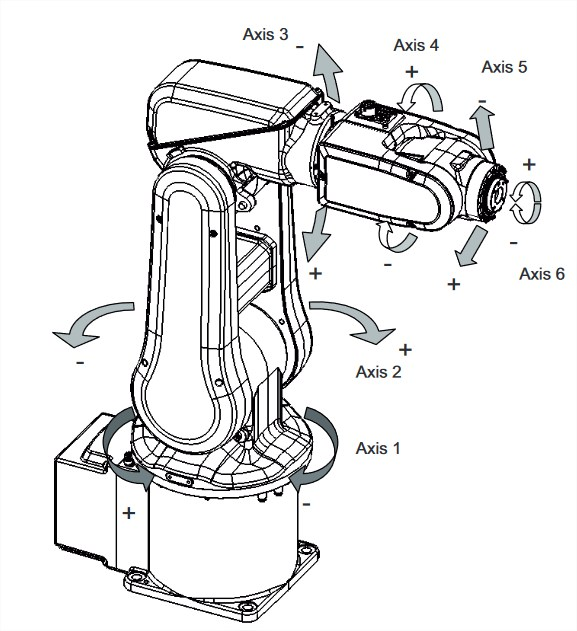 Axis 3
-
Axis 4
+
Axis 5
-
+
-
Axis 6
+
-
+
-
+
Axis 2
Axis 1
+
-